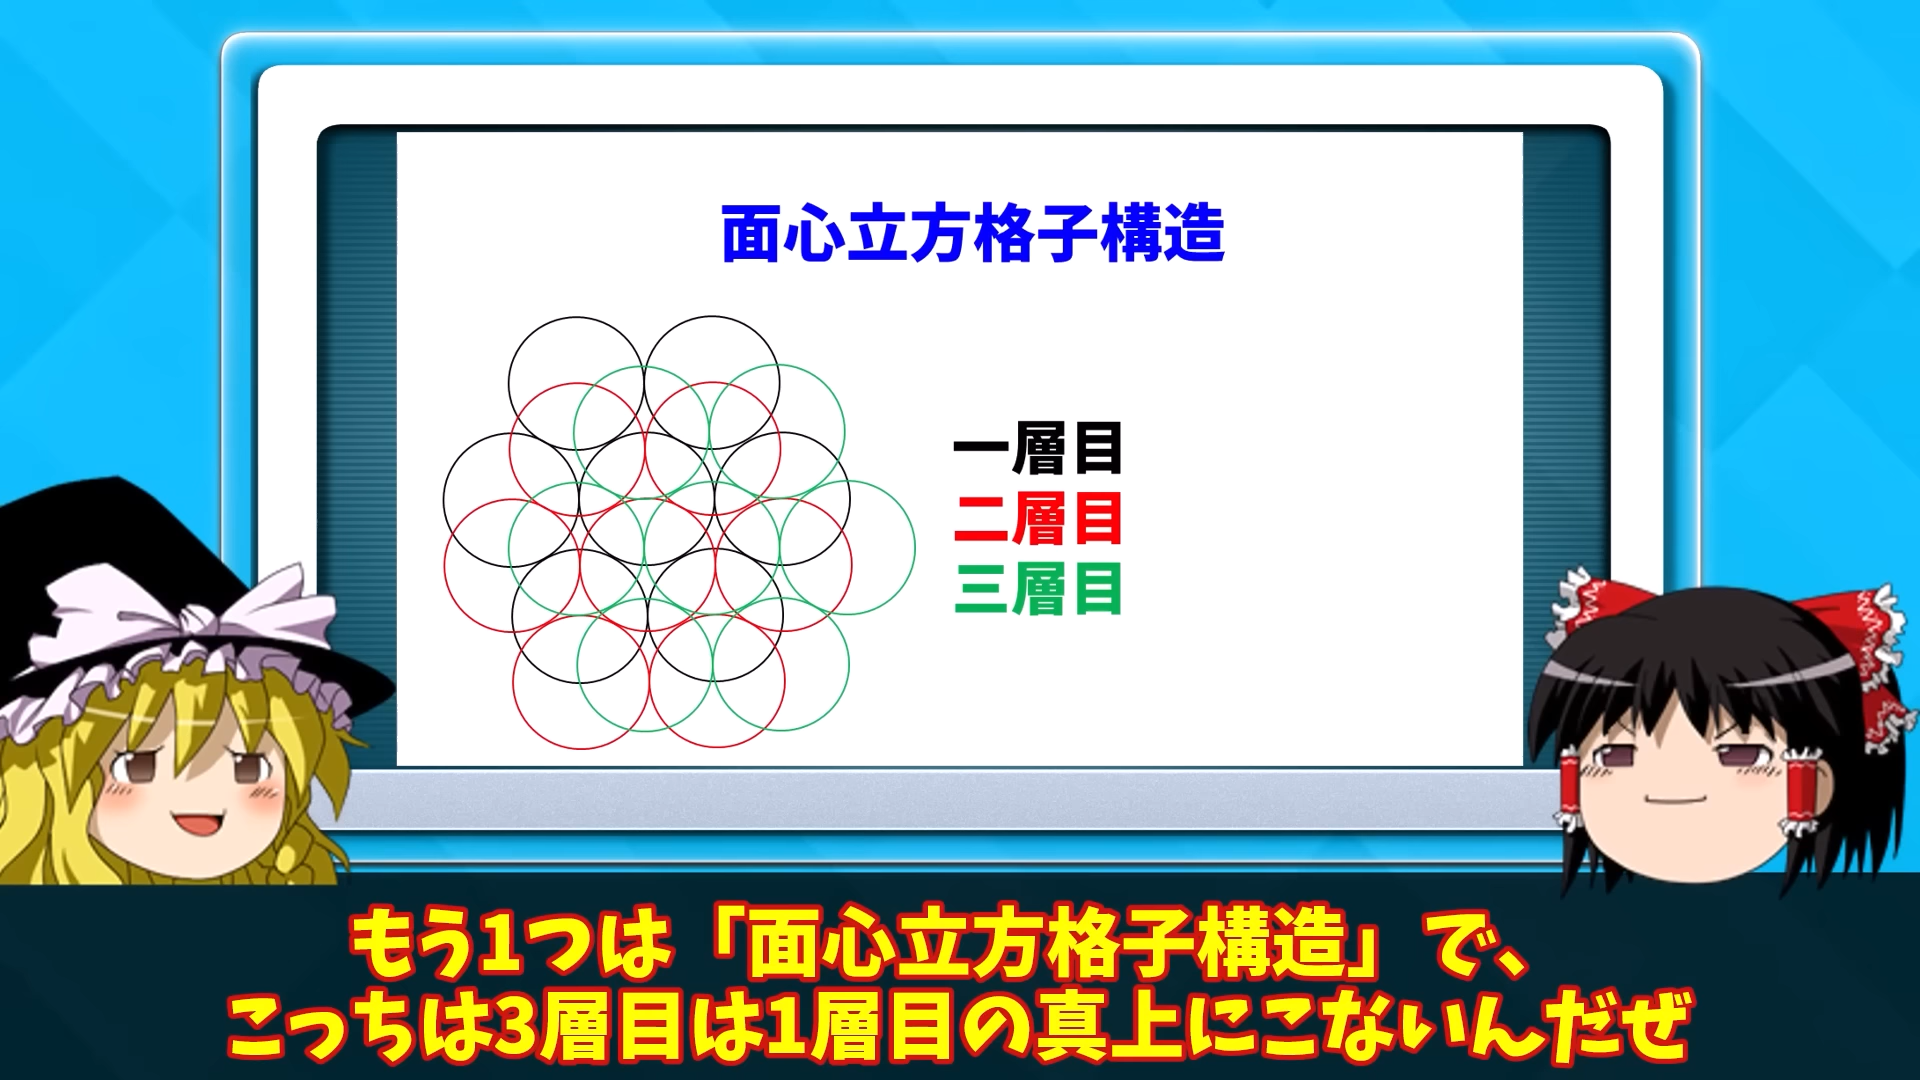 面心立方格子構造
一層目
二層目
三層目
もう1つは「面心立方格子構造」で、
こっちは3層目は1層目の真上にこないんだぜ